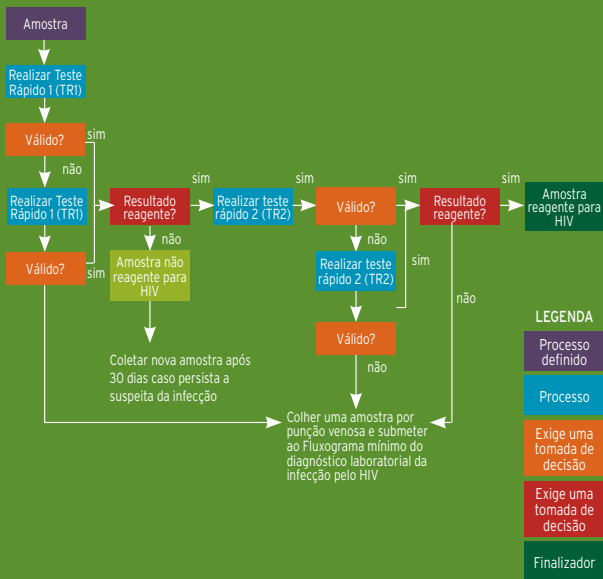 Amostra
Realizar Teste
Rápido 1 (TR1)
Válido?
sim
não
Realizar Teste
Rápido 1 (TR1)
Válido?
sim
Resultado
reagente?
sim
não
Amostra não
reagente para
HIV
Coletar nova amostra após
30 dias caso persista a
suspeita da infecção
Realizar teste
rápido 2 (TR2)
sim
Válido?
sim
não
Realizar teste
rápido 2 (TR2)
sim
Válido?
não
Colher uma amostra por
punção venosa e submeter
ao Fluxograma mínimo do
diagnóstico laboratorial da
infecção pelo HIV
Resultado
reagente?
sim
não
Amostra
reagente para
HIV
LEGENDA
Processo
definido
Processo
Exige uma
tomada de
decisão
Exige uma
tomada de
decisão
Finalizador